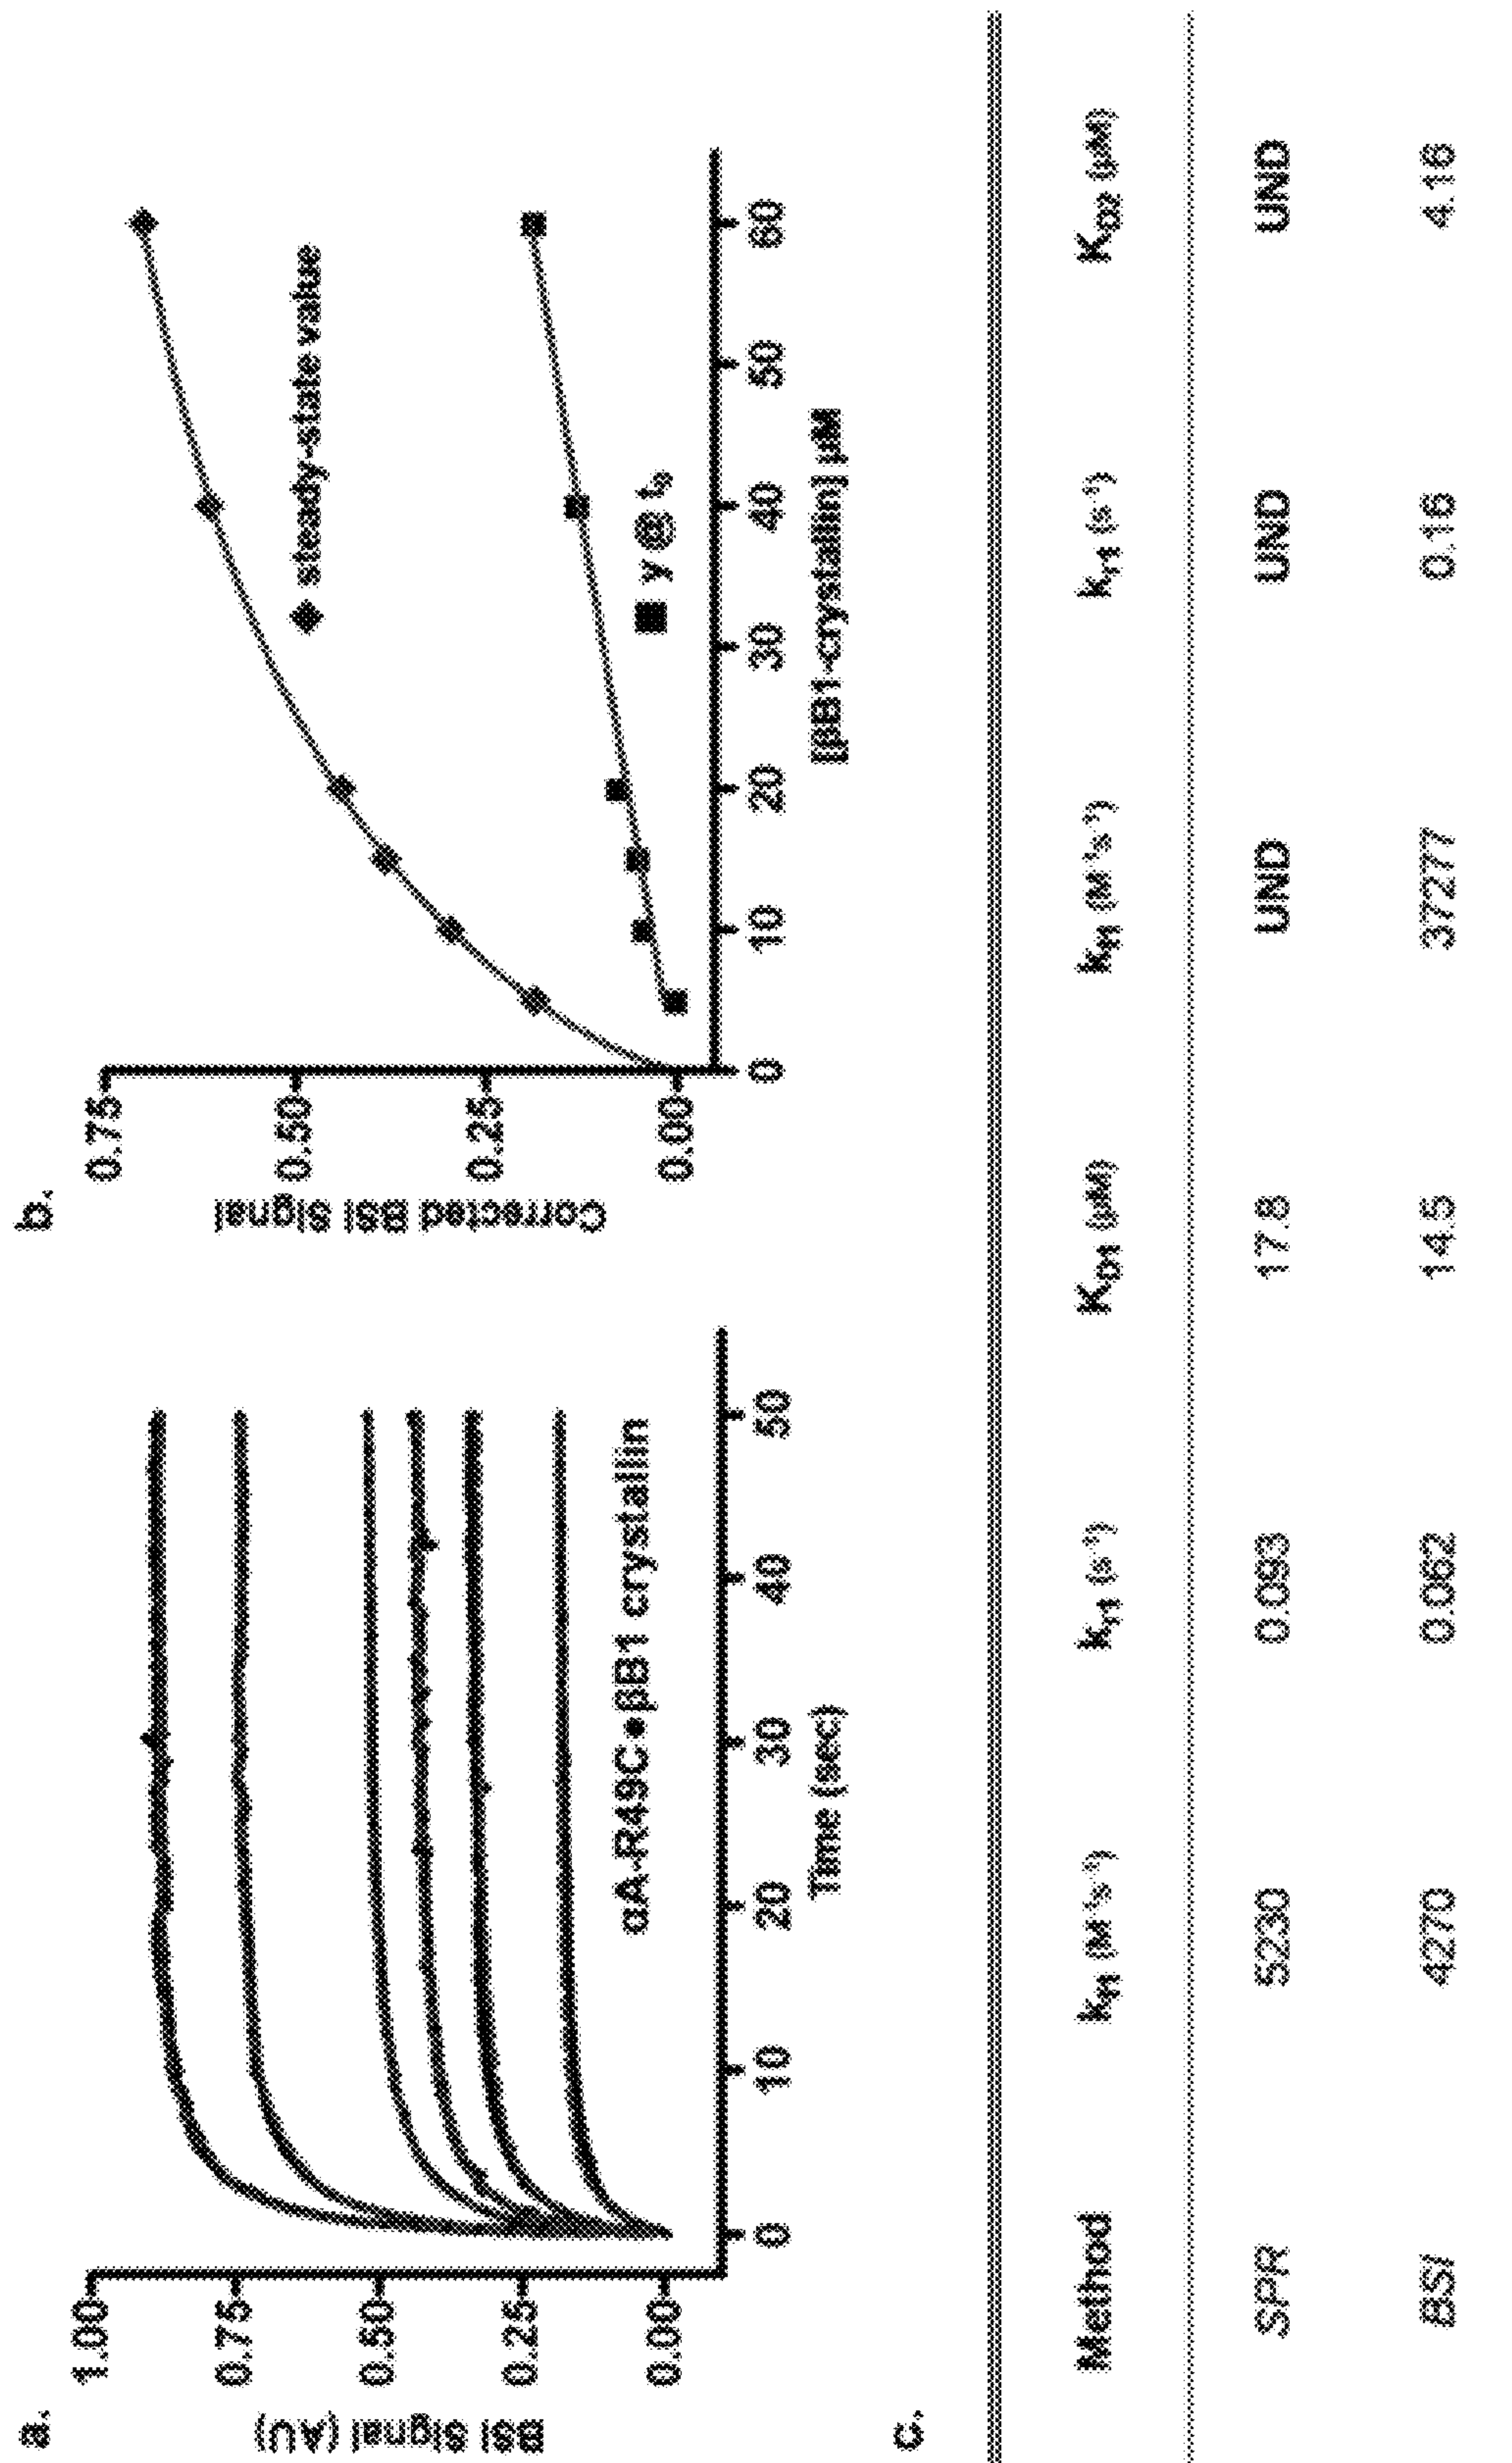 a.
BSI Signal (AU)
1.00
0.75
0.50
0.25
0.00
0 10 20 30 40 50
Time (sec)
αA-R49C•βB1 crystallin
b.
Corrected BSI Signal
0.75
0.50
0.25
0.00
0 10 20 30 40 50 60
[βB1-crystallin] μM
steady-state value
y @ t₀
c.
Method kf1 (M⁻¹s⁻¹) kr1 (s⁻¹) KD1 (μM) kf1 (M⁻¹s⁻¹) kr1 (s⁻¹) KD2 (μM)
SPR 5230 0.093 17.8 UND UND UND
BSI 4270 0.062 14.5 37277 0.16 4.16